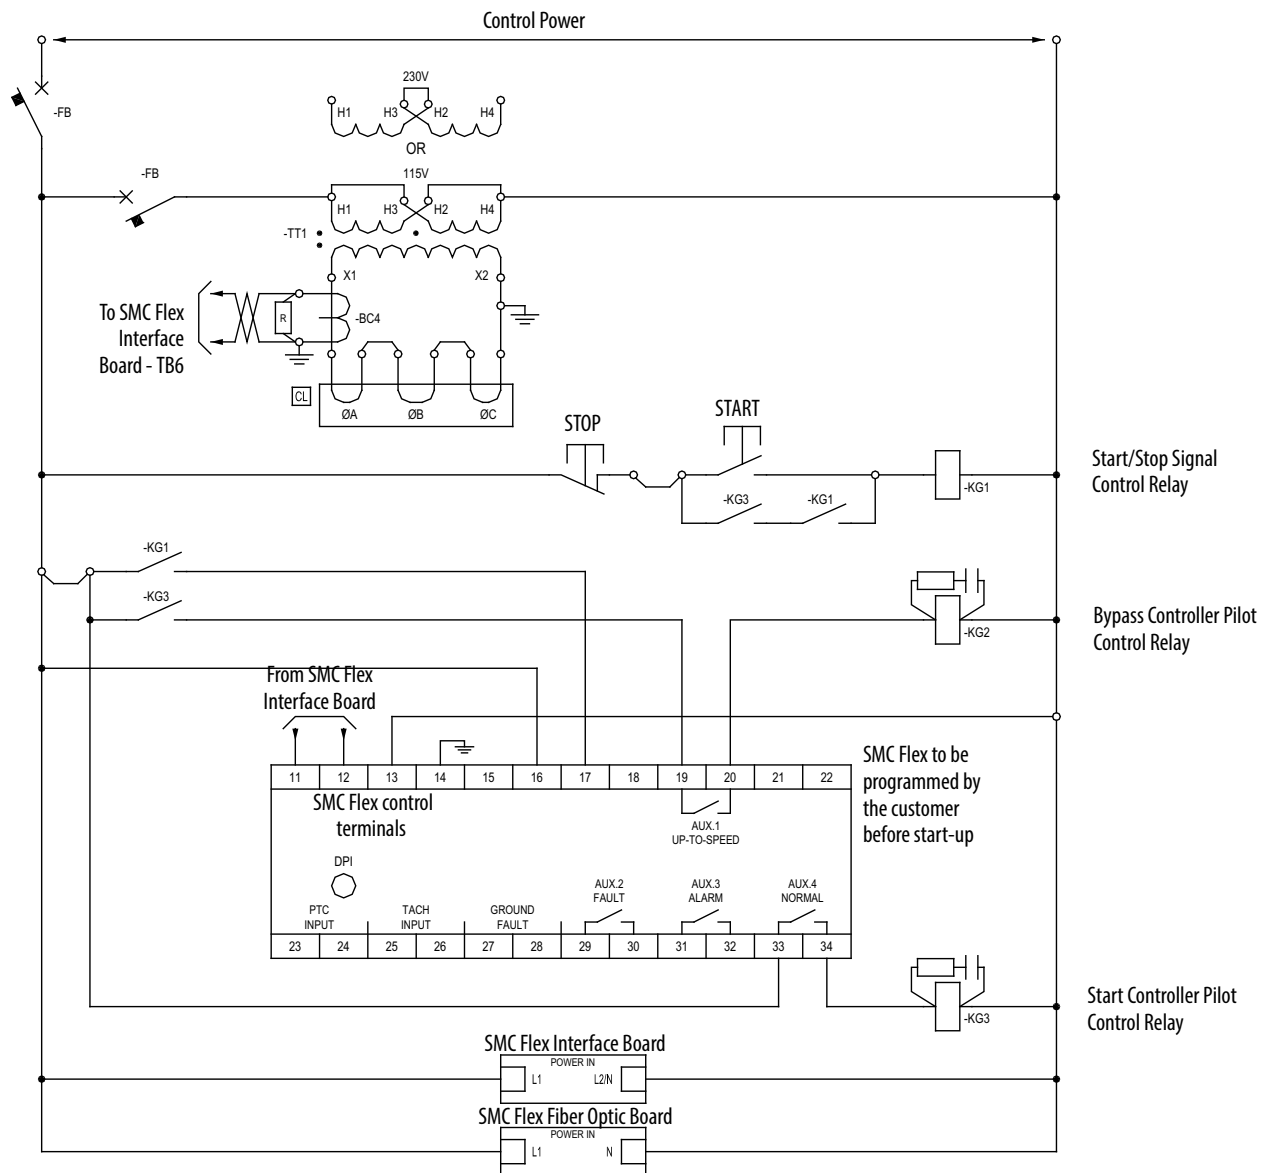 Control Power
-FB
230V
H1 H3 H2 H4
OR
-FB
115V
H1 H3 H2 H4
-TT1
X1 X2
To SMC Flex
Interface
Board - TB6
R
-BC4
CL
ØA ØB ØC
STOP
START
-KG1
Start/Stop Signal
Control Relay
-KG3 -KG1
-KG1
-KG3
-KG2
Bypass Controller Pilot
Control Relay
From SMC Flex
Interface Board
SMC Flex to be
programmed by
the customer
before start-up
11 12 13 14 15 16 17 18 19 20 21 22
SMC Flex control
terminals
AUX.1
UP-TO-SPEED
DPI
PTC
INPUT
TACH
INPUT
GROUND
FAULT
AUX.2
FAULT
AUX.3
ALARM
AUX.4
NORMAL
23 24 25 26 27 28 29 30 31 32 33 34
-KG3
Start Controller Pilot
Control Relay
SMC Flex Interface Board
POWER IN
L1 L2/N
SMC Flex Fiber Optic Board
POWER IN
L1 N